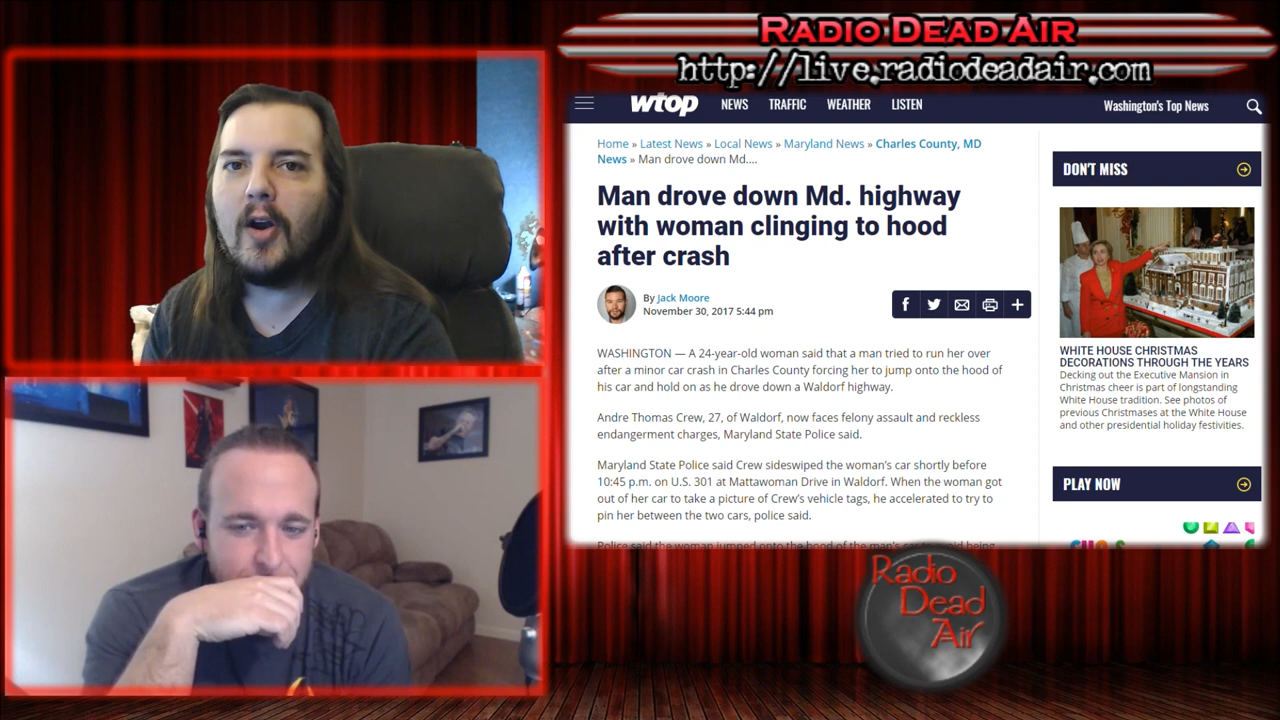 Radio Dead Air
http://live.radiodeadair.com
wtop
NEWS
TRAFFIC
WEATHER
LISTEN
Washington's Top News
Home » Latest News » Local News » Maryland News » Charles County, MD
News » Man drove down Md....
Man drove down Md. highway
with woman clinging to hood
after crash
By Jack Moore
November 30, 2017 5:44 pm
WASHINGTON — A 24-year-old woman said that a man tried to run her over
after a minor car crash in Charles County forcing her to jump onto the hood of
his car and hold on as he drove down a Waldorf highway.
Andre Thomas Crew, 27, of Waldorf, now faces felony assault and reckless
endangerment charges, Maryland State Police said.
Maryland State Police said Crew sideswiped the woman's car shortly before
10:45 p.m. on U.S. 301 at Mattawoman Drive in Waldorf. When the woman got
out of her car to take a picture of Crew's vehicle tags, he accelerated to try to
pin her between the two cars, police said.
DON'T MISS
WHITE HOUSE CHRISTMAS
DECORATIONS THROUGH THE YEARS
Decking out the Executive Mansion in
Christmas cheer is part of longstanding
White House tradition. See photos of
previous Christmases at the White House
and other presidential holiday festivities.
PLAY NOW
Radio
Dead
Air